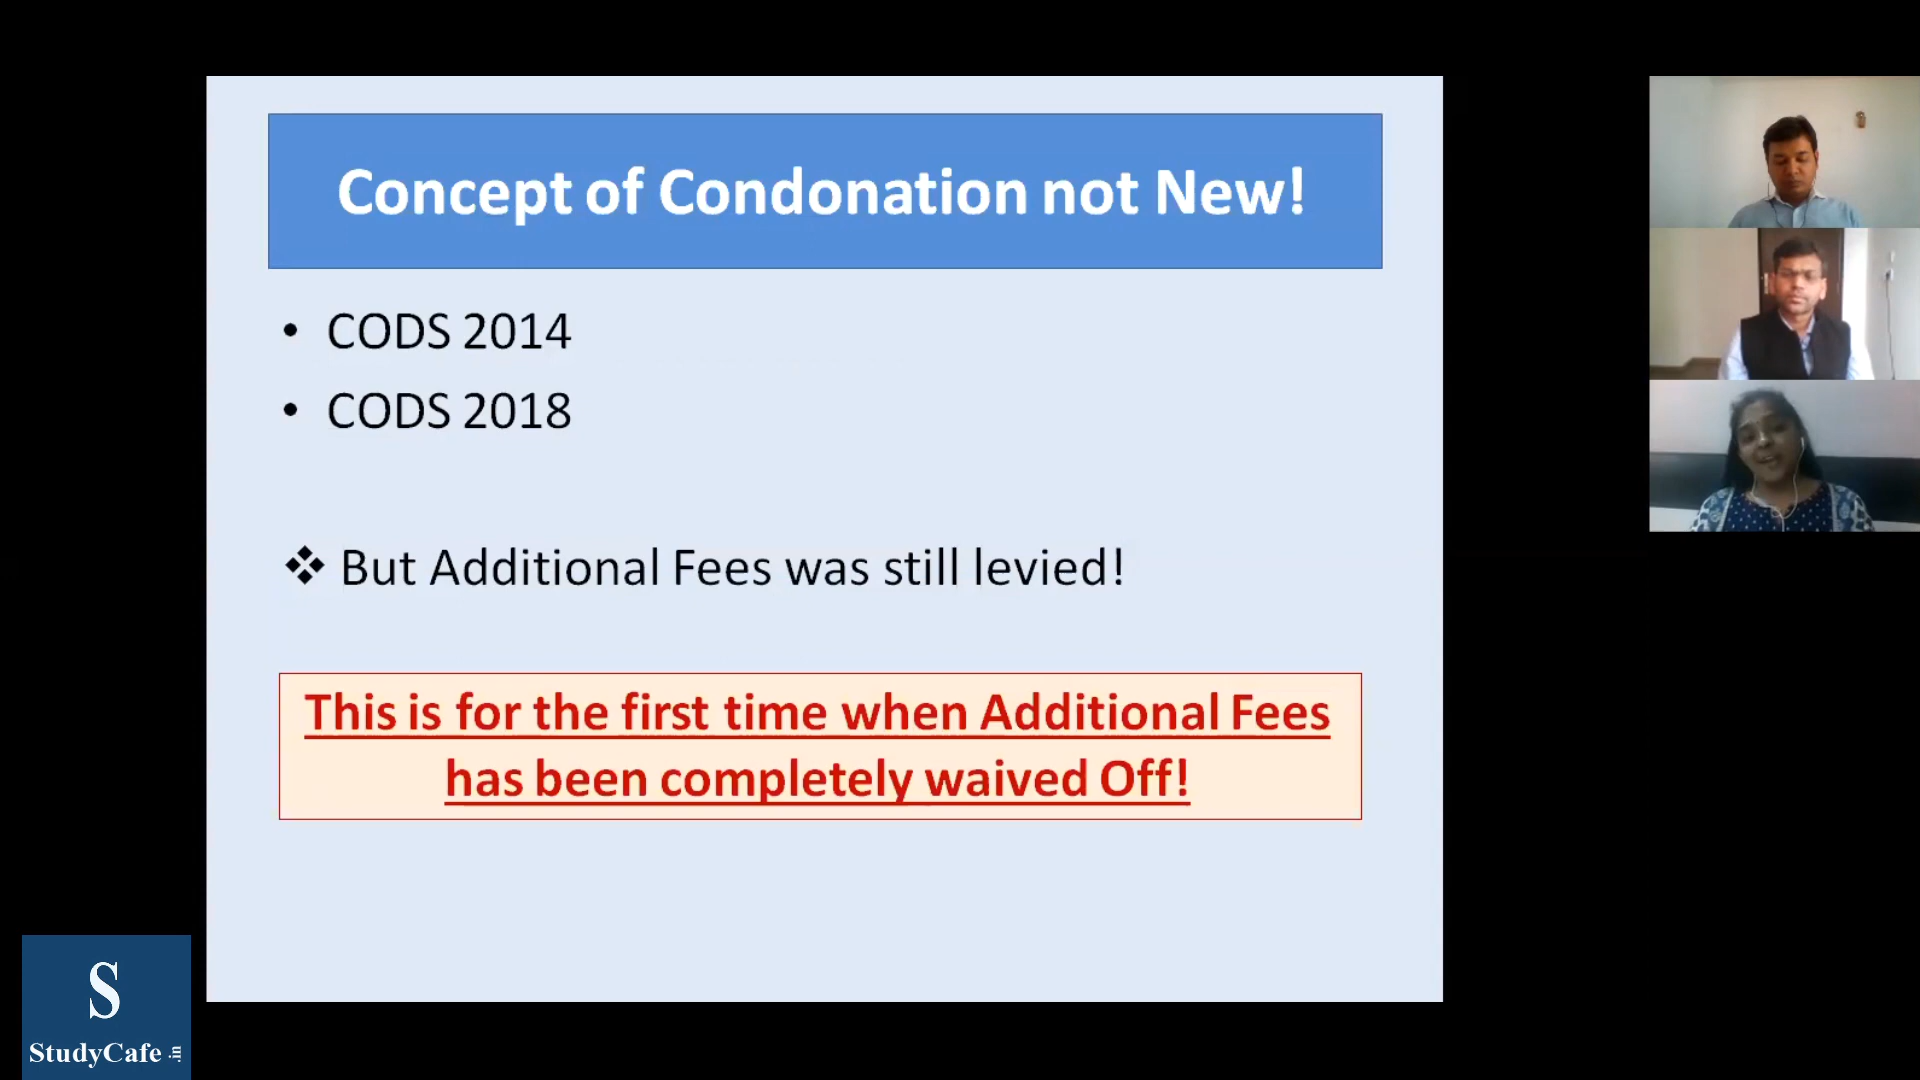 Concept of Condonation not New!
• CODS 2014
• CODS 2018
❖ But Additional Fees was still levied!
This is for the first time when Additional Fees
has been completely waived Off!
S
StudyCafe .in